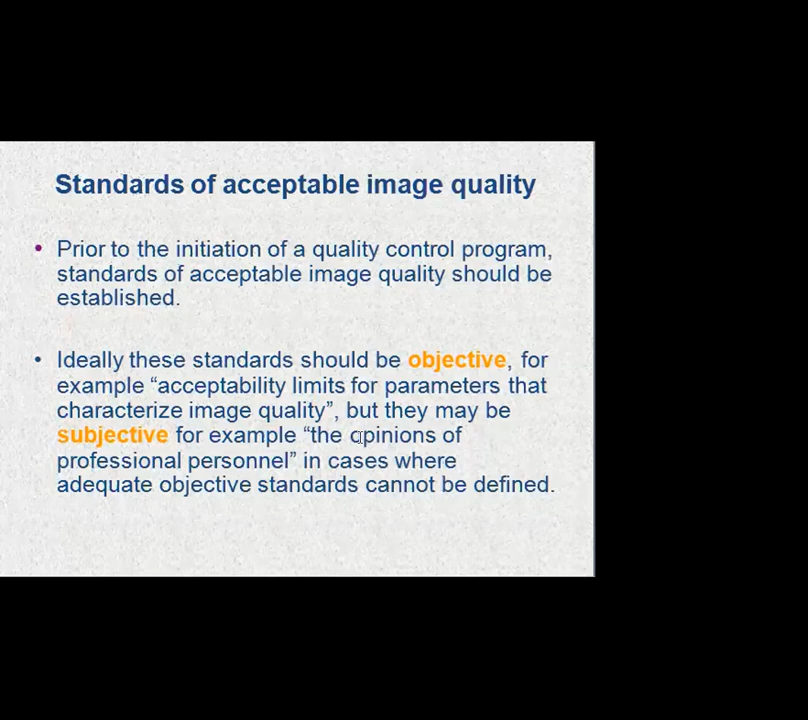 Standards of acceptable image quality
• Prior to the initiation of a quality control program,
standards of acceptable image quality should be
established.
• Ideally these standards should be objective, for
example “acceptability limits for parameters that
characterize image quality”, but they may be
subjective for example “the opinions of
professional personnel” in cases where
adequate objective standards cannot be defined.